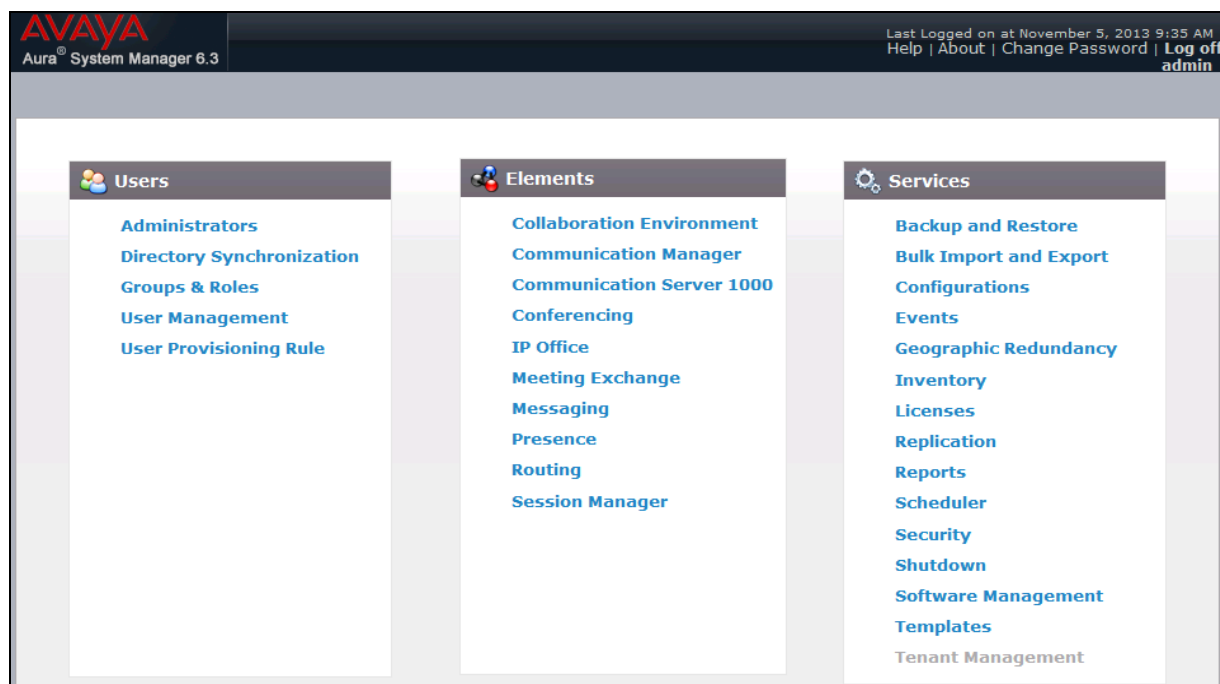 AVAYA
Aura® System Manager 6.3
Last Logged on at November 5, 2013 9:35 AM
Help | About | Change Password | Log off
admin
Users
Administrators
Directory Synchronization
Groups & Roles
User Management
User Provisioning Rule
Elements
Collaboration Environment
Communication Manager
Communication Server 1000
Conferencing
IP Office
Meeting Exchange
Messaging
Presence
Routing
Session Manager
Services
Backup and Restore
Bulk Import and Export
Configurations
Events
Geographic Redundancy
Inventory
Licenses
Replication
Reports
Scheduler
Security
Shutdown
Software Management
Templates
Tenant Management